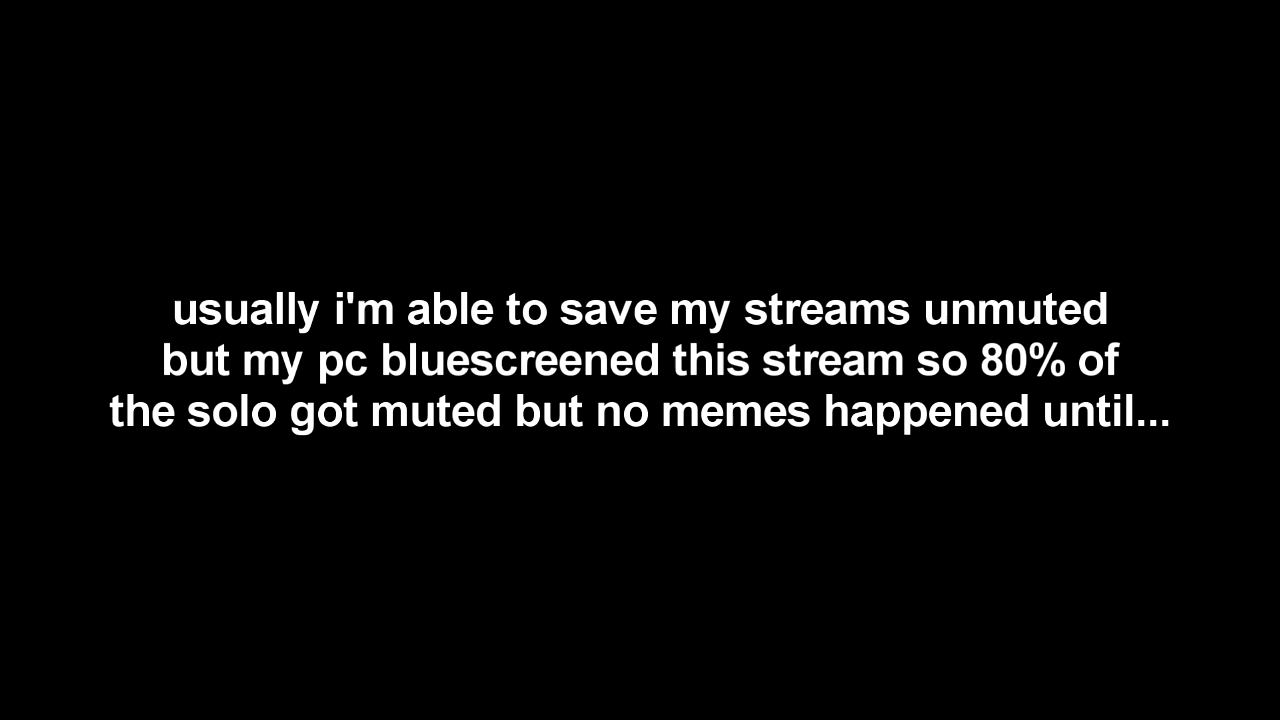 usually i'm able to save my streams unmuted
but my pc bluescreened this stream so 80% of
the solo got muted but no memes happened until...